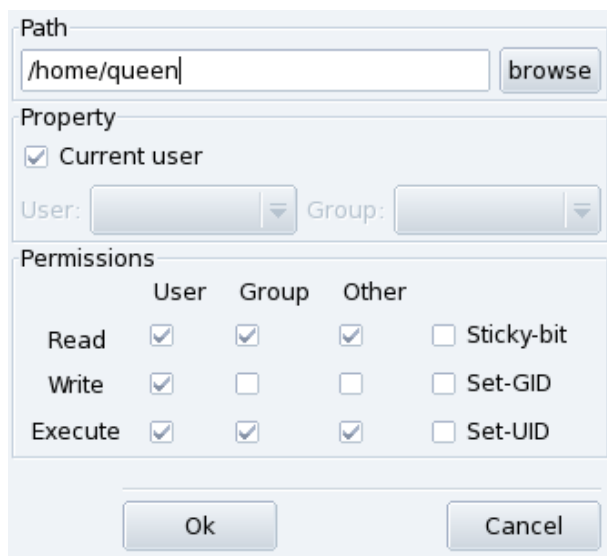 Path
/home/queen browse
Property
Current user
User: Group:
Permissions
User Group Other
Read Sticky-bit
Write Set-GID
Execute Set-UID
Ok Cancel